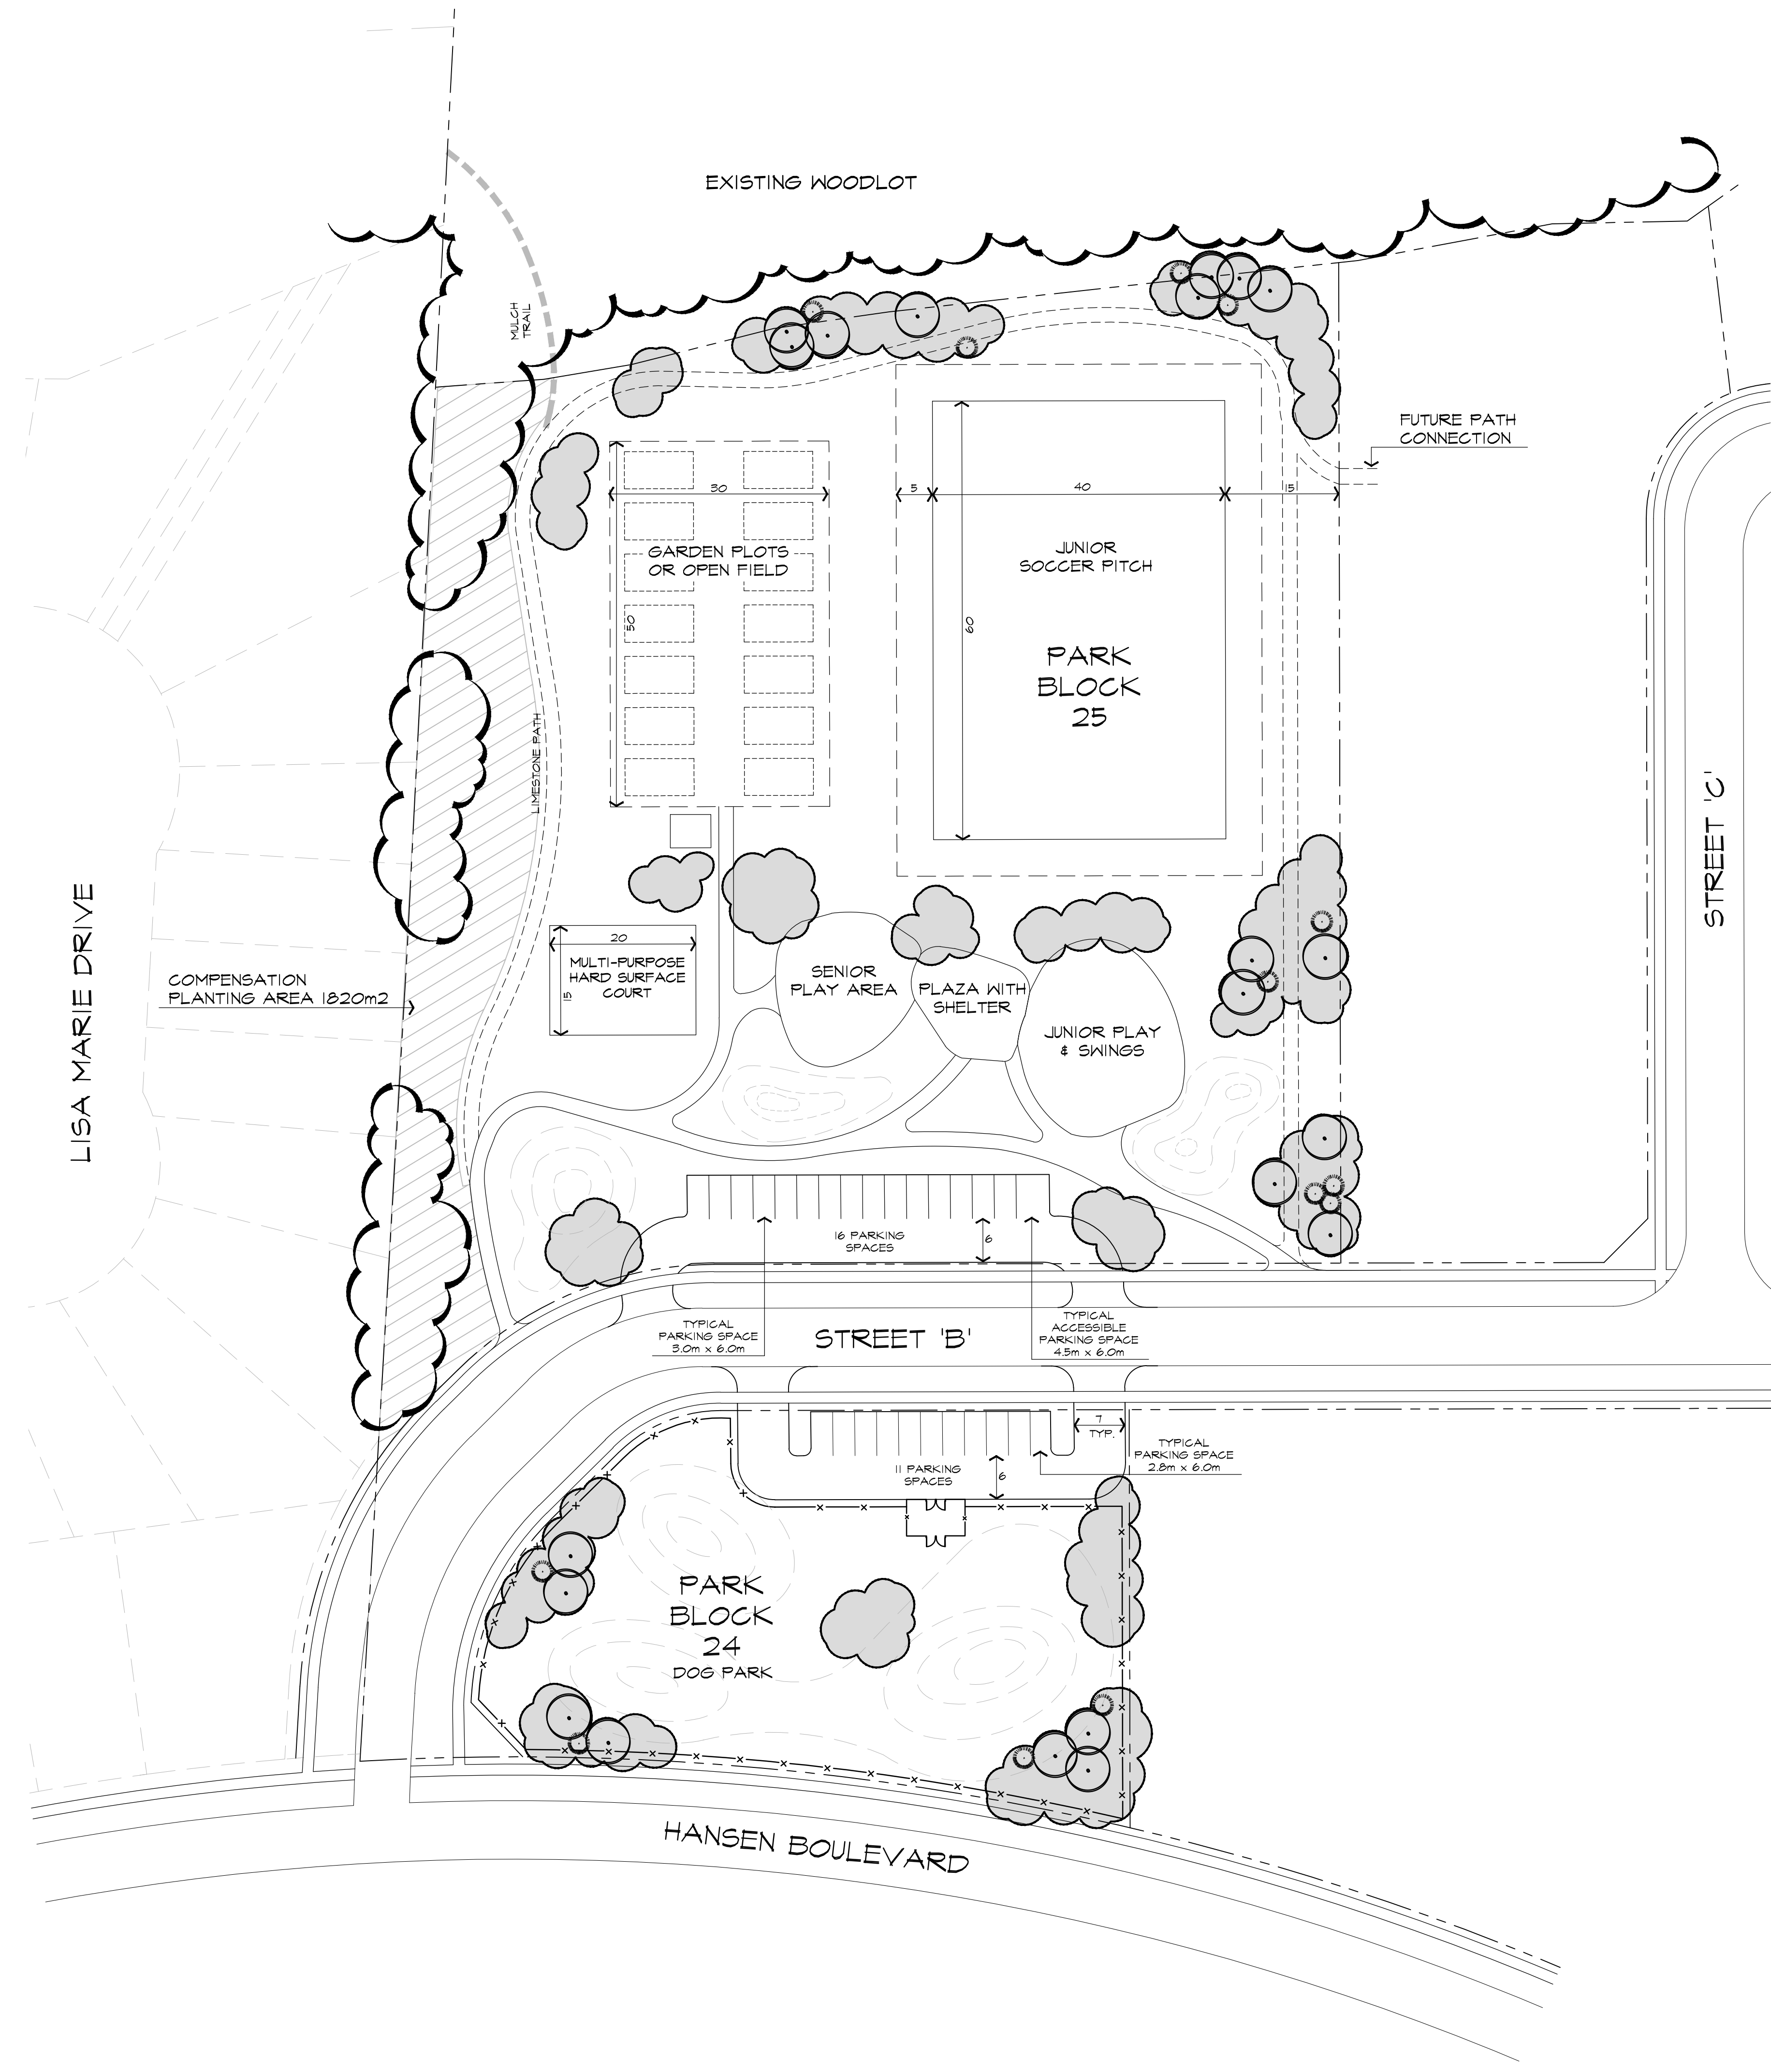 EXISTING WOODLOT
MULCH
TRAIL
FUTURE PATH
CONNECTION
30
5
40
15
GARDEN PLOTS
OR OPEN FIELD
50
JUNIOR
SOCCER PITCH
60
PARK
BLOCK
25
LIMESTONE PATH
STREET 'C'
LISA MARIE DRIVE
COMPENSATION
PLANTING AREA 1820m2
20
MULTI-PURPOSE
HARD SURFACE
COURT
15
SENIOR
PLAY AREA
PLAZA WITH
SHELTER
JUNIOR PLAY
& SWINGS
16 PARKING
SPACES
6
TYPICAL
PARKING SPACE
3.0m x 6.0m
STREET 'B'
TYPICAL
ACCESSIBLE
PARKING SPACE
4.5m x 6.0m
7
TYP.
11 PARKING
SPACES
6
TYPICAL
PARKING SPACE
2.8m x 6.0m
PARK
BLOCK
24
DOG PARK
HANSEN BOULEVARD